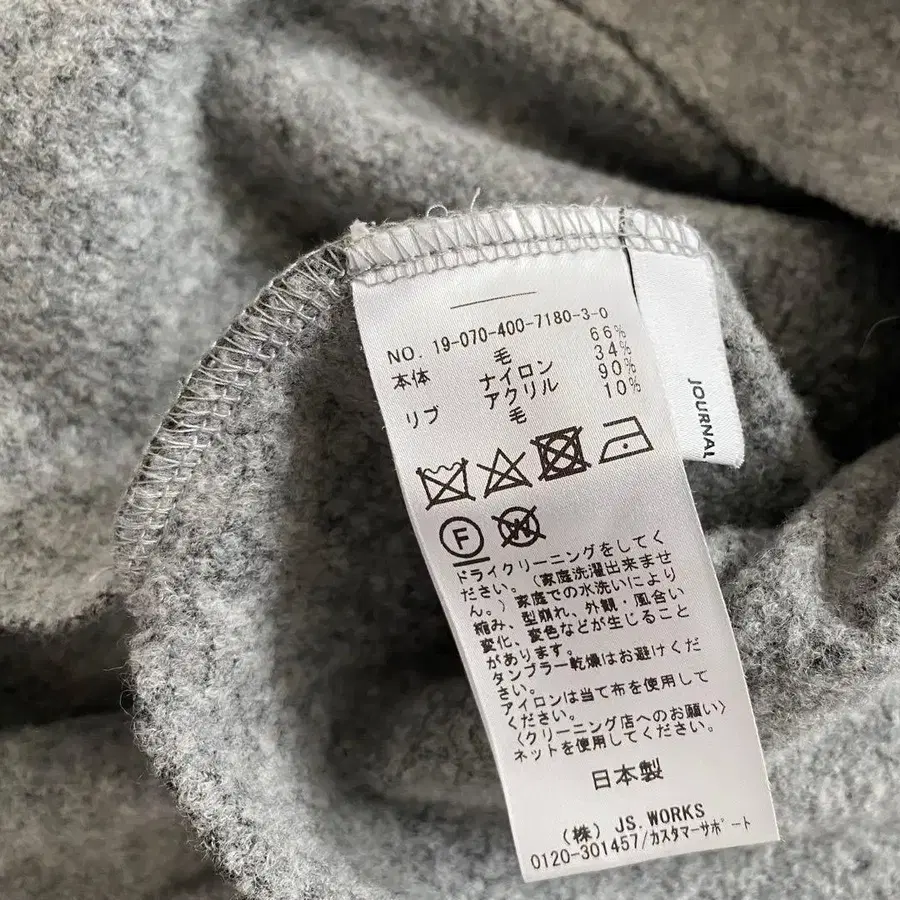 NO. 19-070-400-7180-3-0
本体 毛 66%
ナイロン 34%
リブ アクリル 90%
毛 10%
F
W
ドライクリーニングをしてく
ださい。（家庭洗濯出来ませ
ん。）家庭での水洗いにより
縮み、型崩れ、外観・風合い
変化、変色などが生じること
があります。
タンブラー乾燥はお避けくだ
さい。
アイロンは当て布を使用して
ください。
〈クリーニング店へのお願い〉
ネットを使用してください。
日本製
（株） JS.WORKS
0120-301457/カスタマーサポート
JOURNAL